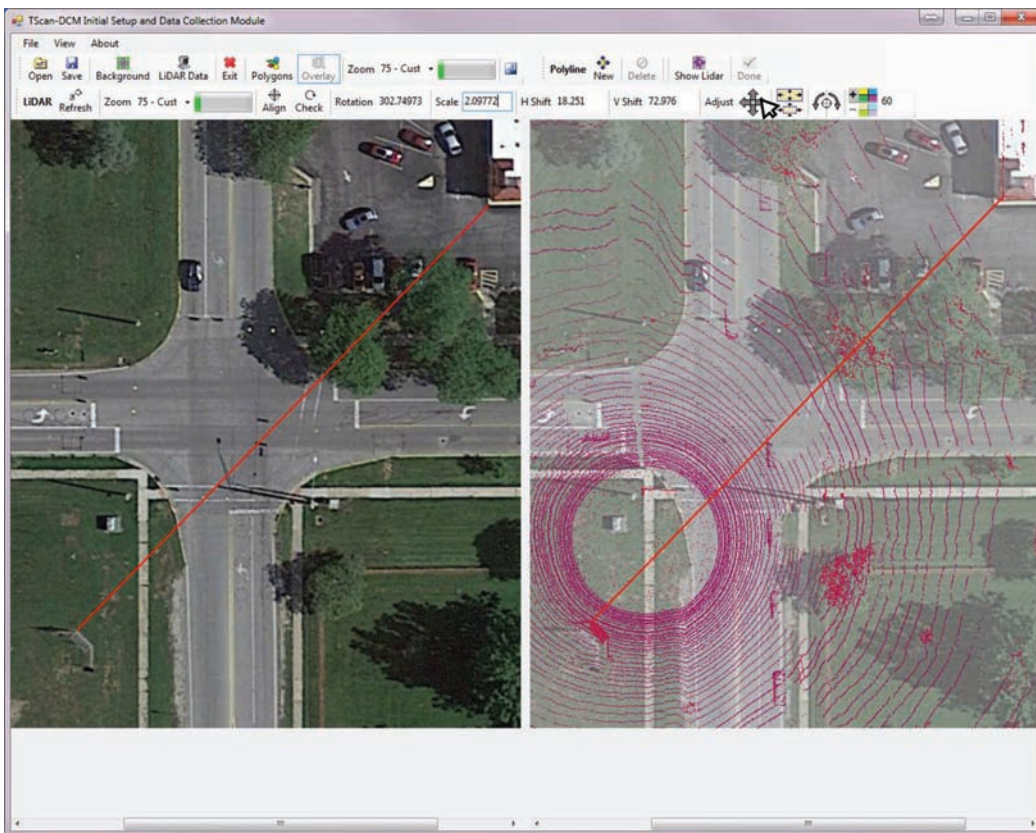 TScan-DCM Initial Setup and Data Collection Module
File View About
Open Save Background LiDAR Data Exit Polygons Overlay Zoom 75 - Cust Polyline New Delete Show Lidar Done
LiDAR Refresh Zoom 75 - Cust Align Check Rotation 302.74973 Scale 2.09772 H Shift 18.251 V Shift 72.976 Adjust 60